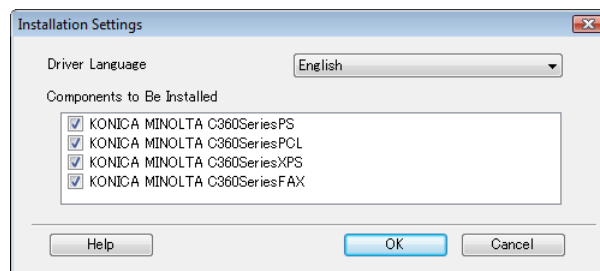 Installation Settings
Driver Language English
Components to Be Installed
KONICA MINOLTA C360SeriesPS
KONICA MINOLTA C360SeriesPCL
KONICA MINOLTA C360SeriesXPS
KONICA MINOLTA C360SeriesFAX
Help OK Cancel